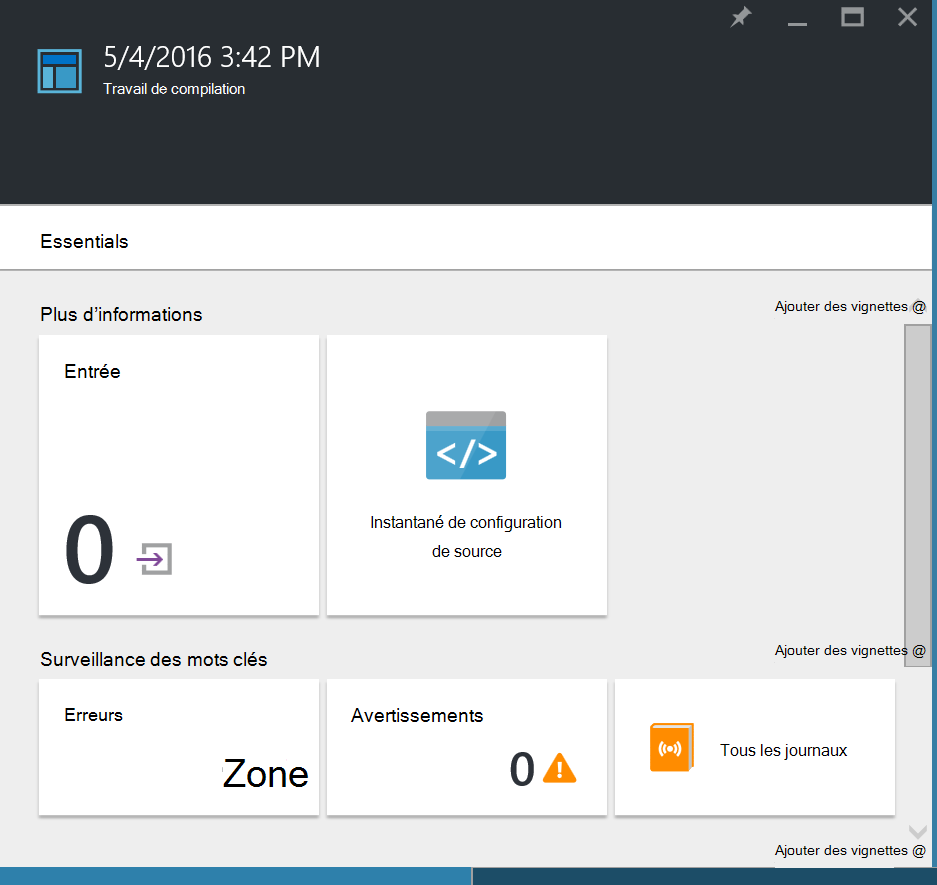 5/4/2016 3:42 PM
Travail de compilation
Essentials
Ajouter des vignettes @
Plus d’informations
Entrée
0
</>
Instantané de configuration
de source
Ajouter des vignettes @
Surveillance des mots clés
Erreurs
Zone
Avertissements
0
Tous les journaux
Ajouter des vignettes @